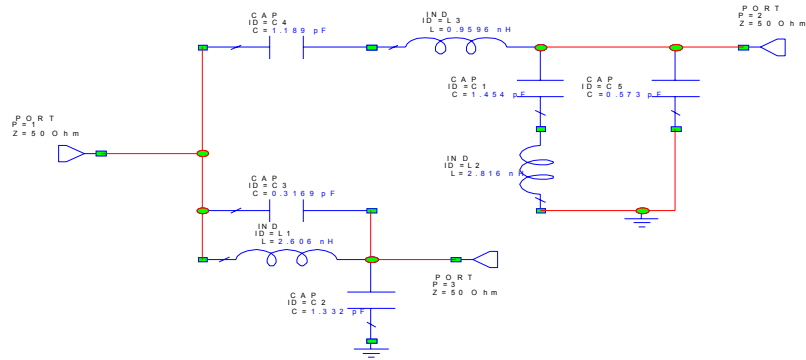 CAP
ID=C4
C=1.189 pF
IND
ID=L3
L=0.9596 nH
PORT
P=2
Z=50 Ohm
CAP
ID=C1
C=1.454 pF
CAP
ID=C5
C=0.573 pF
PORT
P=1
Z=50 Ohm
IND
ID=L2
L=2.816 nH
CAP
ID=C3
C=0.3169 pF
IND
ID=L1
L=2.606 nH
PORT
P=3
Z=50 Ohm
CAP
ID=C2
C=1.332 pF